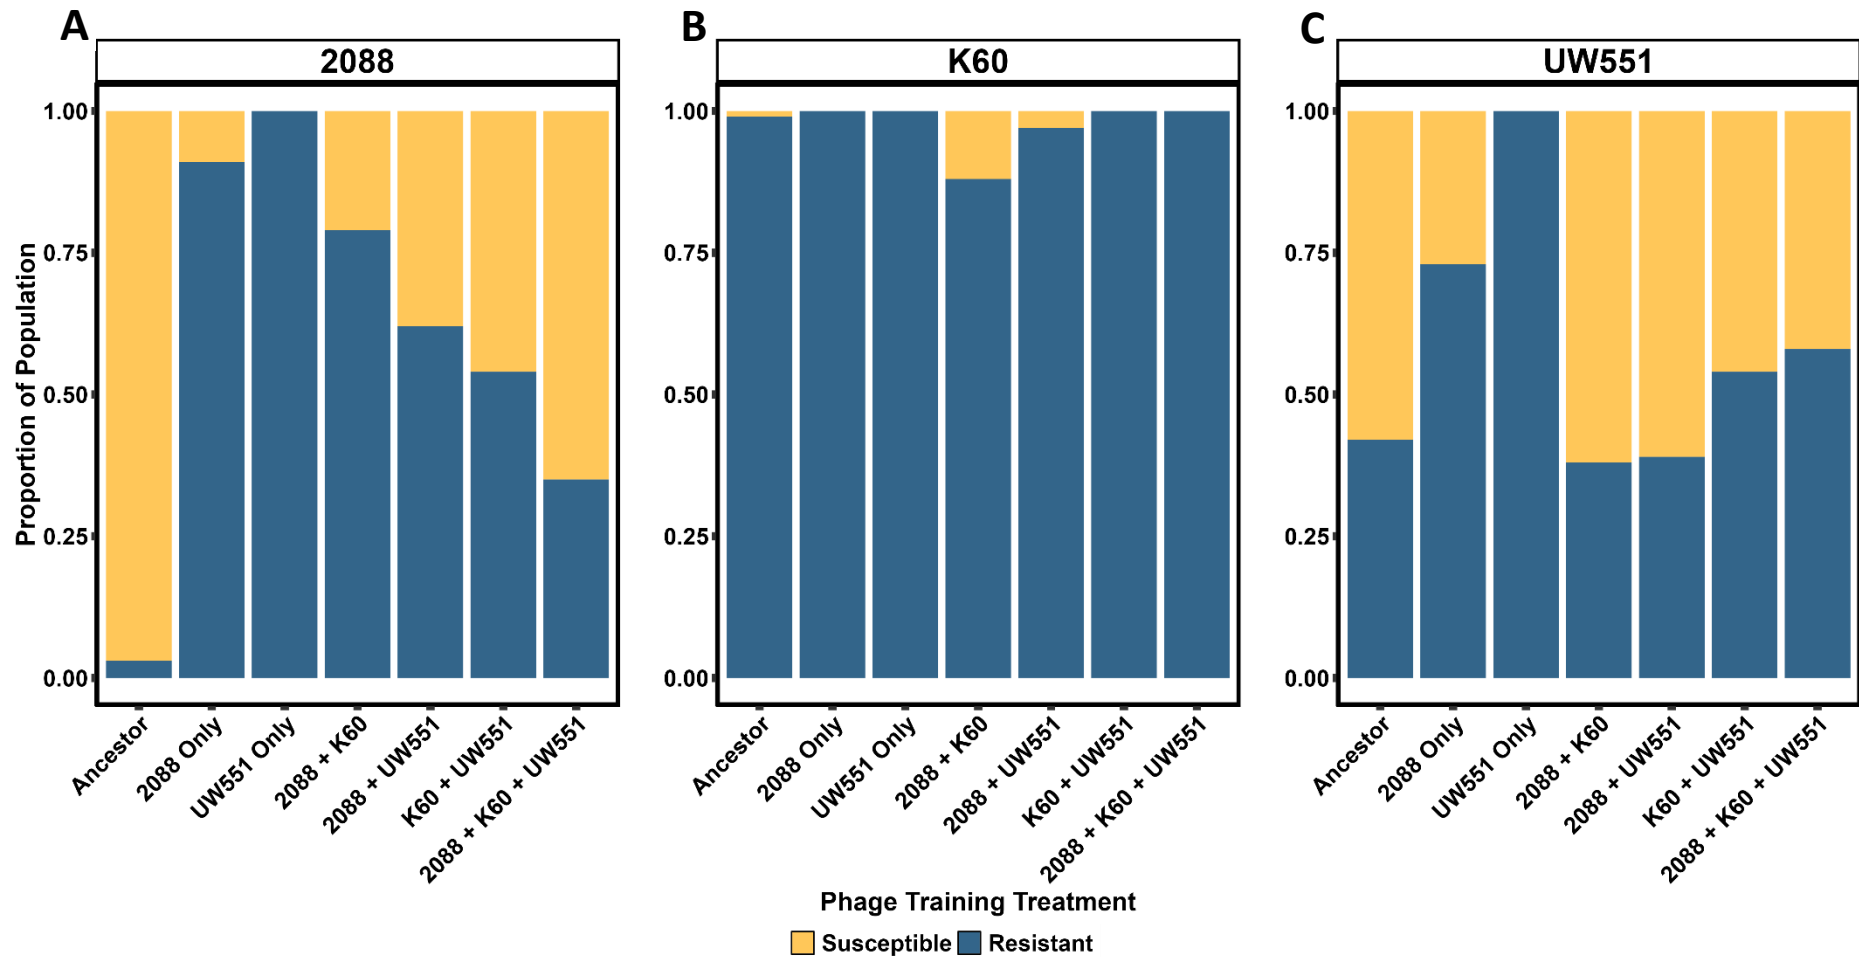 A
B
C
2088
K60
UW551
Proportion of Population
1.00
0.75
0.50
0.25
0.00
1.00
0.75
0.50
0.25
0.00
1.00
0.75
0.50
0.25
0.00
Ancestor
2088 Only
UW551 Only
2088 + K60
2088 + UW551
K60 + UW551
2088 + K60 + UW551
Ancestor
2088 Only
UW551 Only
2088 + K60
2088 + UW551
K60 + UW551
2088 + K60 + UW551
Ancestor
2088 Only
UW551 Only
2088 + K60
2088 + UW551
K60 + UW551
2088 + K60 + UW551
Phage Training Treatment
Susceptible Resistant